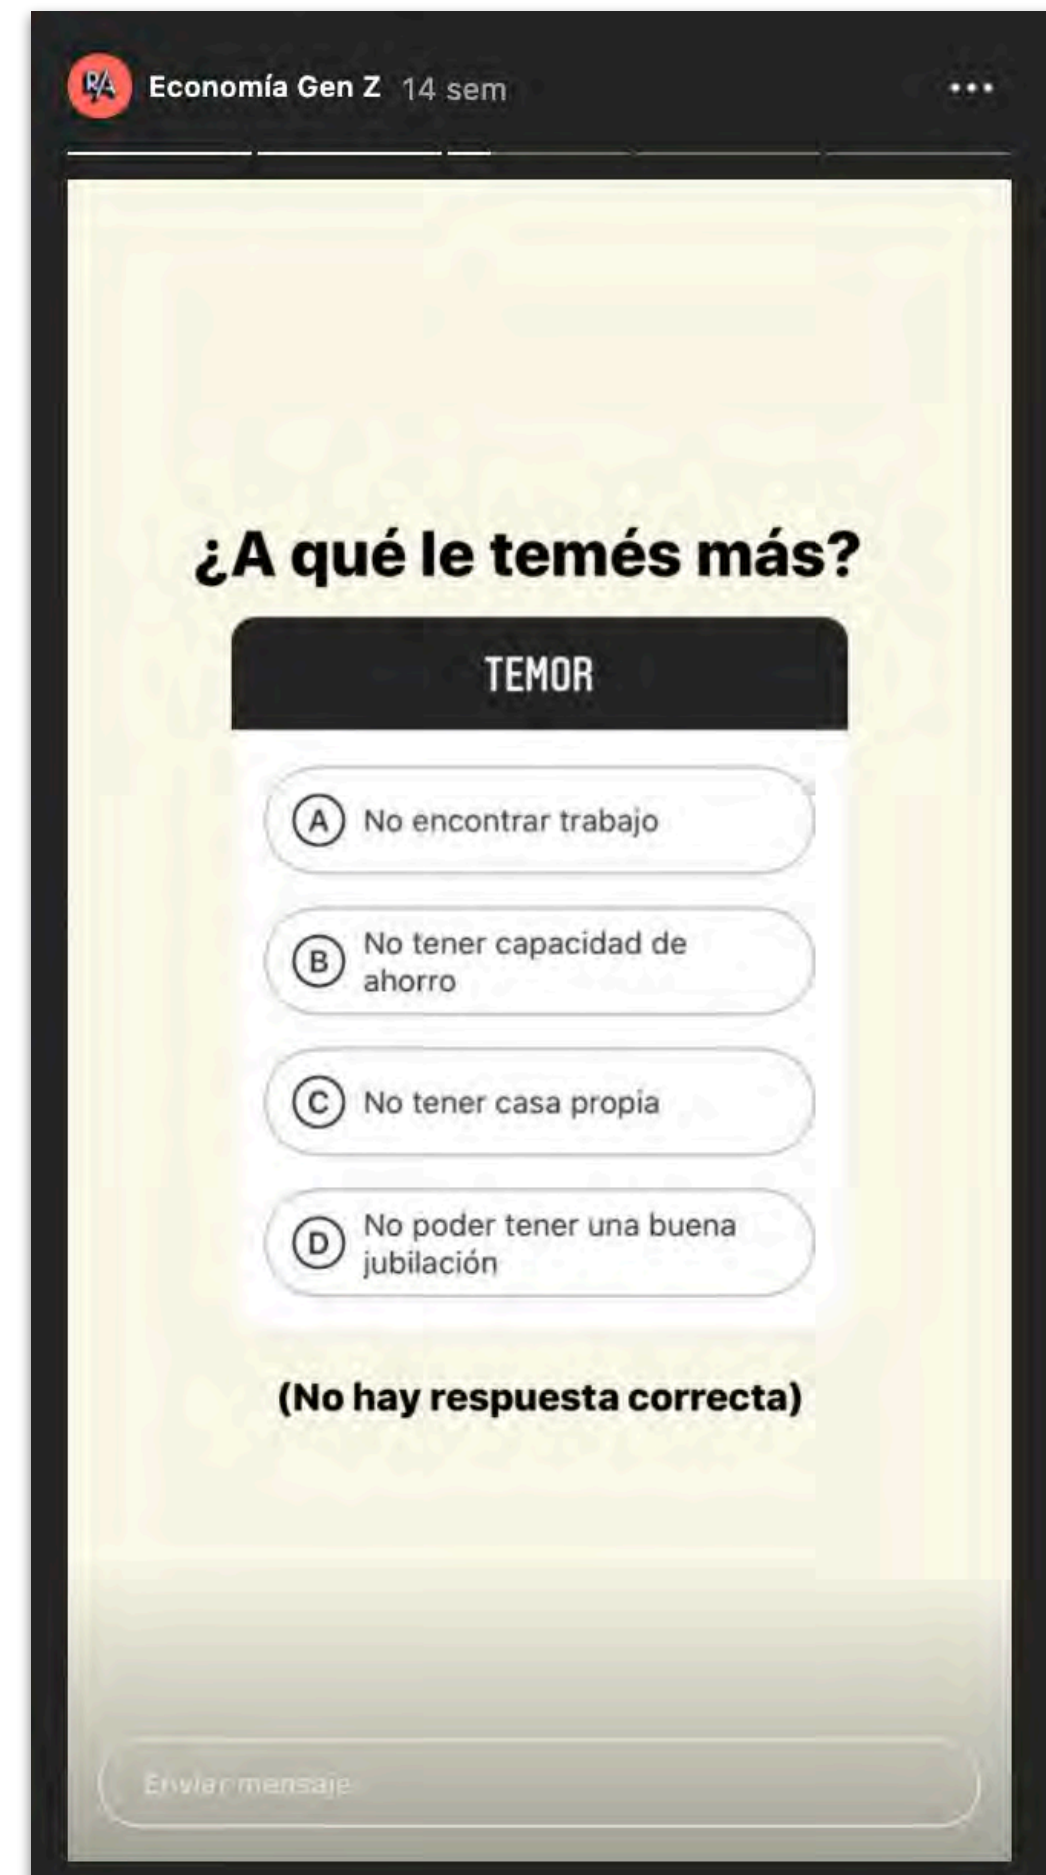 RA
Economía Gen Z 14 sem
¿A qué le temés más?
TEMOR
A No encontrar trabajo
B No tener capacidad de
ahorro
C No tener casa propia
D No poder tener una buena
jubilación
(No hay respuesta correcta)
Enviar mensaje